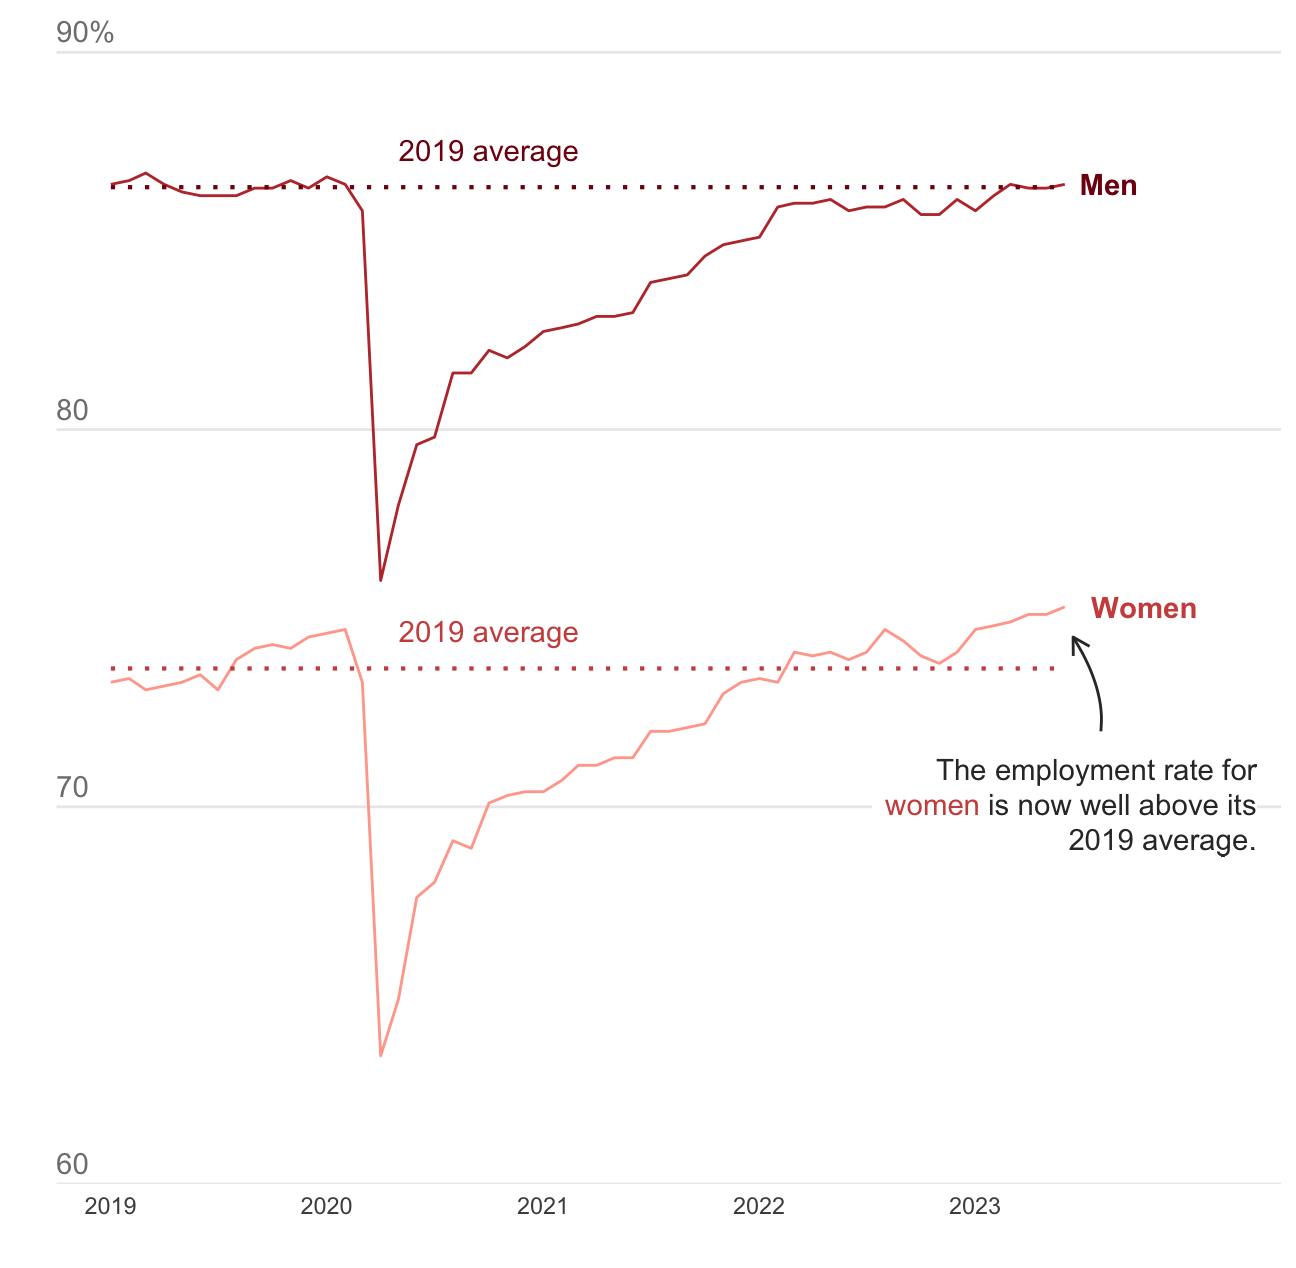 90%
2019 average
Men
80
2019 average
Women
The employment rate for
70
women is now well above its
2019 average.
60
2019 2020 2021 2022 2023